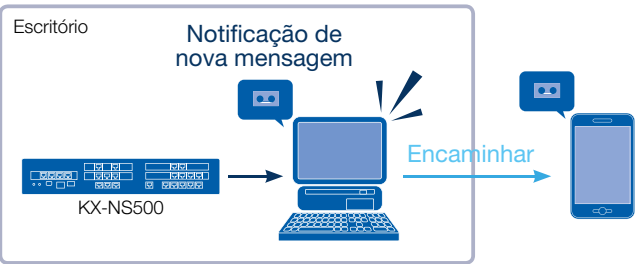 Escritório
Notificação de
nova mensagem
Encaminhar
KX-NS500